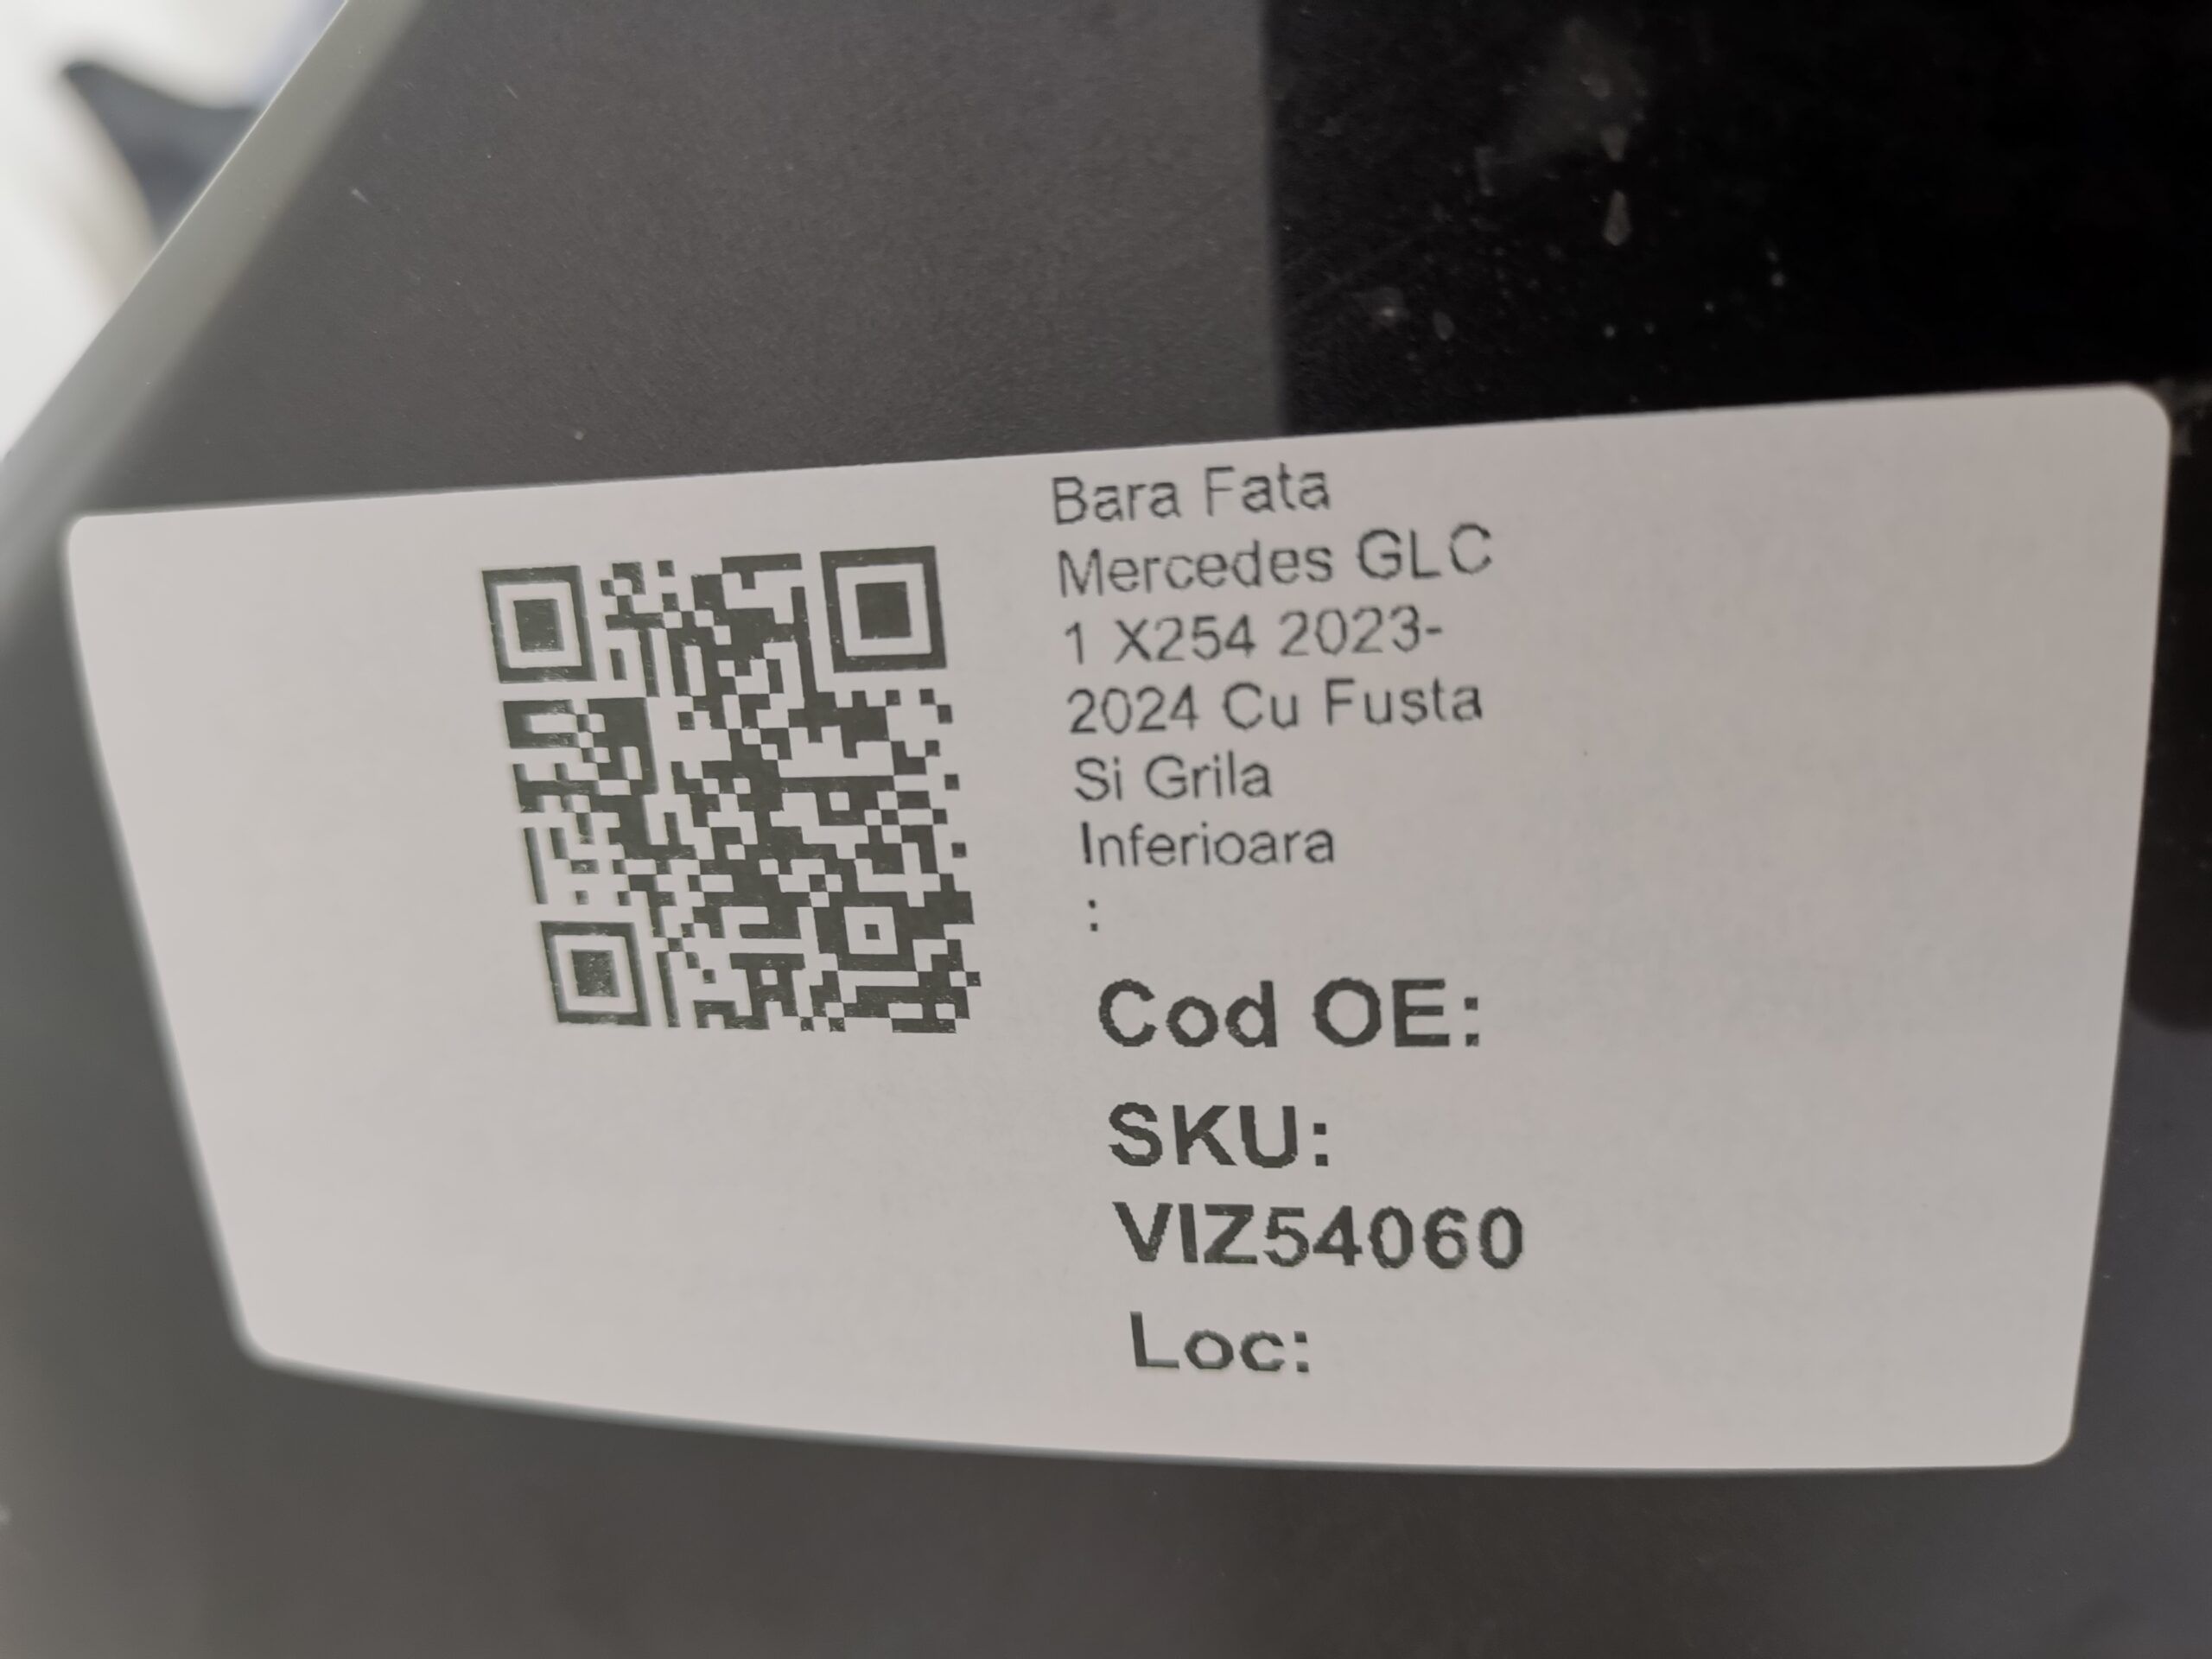 Bara Fata
Mercedes GLC
1 X254 2023-
2024 Cu Fusta
Si Grila
Inferioara
:
Cod OE:
SKU:
VIZ54060
Loc: